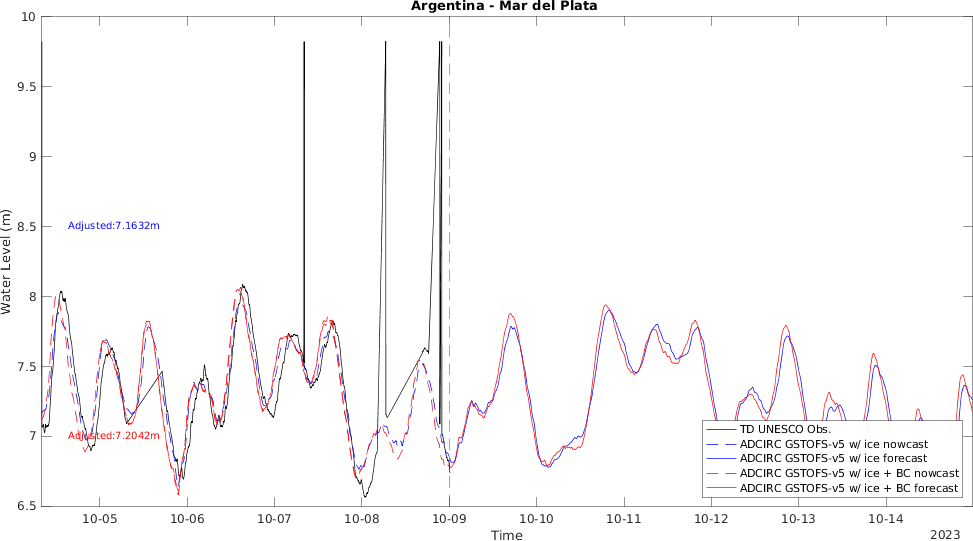 Argentina - Mar del Plata
10
9.5
9
8.5
8
7.5
7
6.5
Water Level (m)
Adjusted:7.1632m
Adjusted:7.2042m
TD UNESCO Obs.
ADCIRC GSTOFS-v5 w/ ice nowcast
ADCIRC GSTOFS-v5 w/ ice forecast
ADCIRC GSTOFS-v5 w/ ice + BC nowcast
ADCIRC GSTOFS-v5 w/ ice + BC forecast
10-05 10-06 10-07 10-08 10-09 10-10 10-11 10-12 10-13 10-14
Time
2023